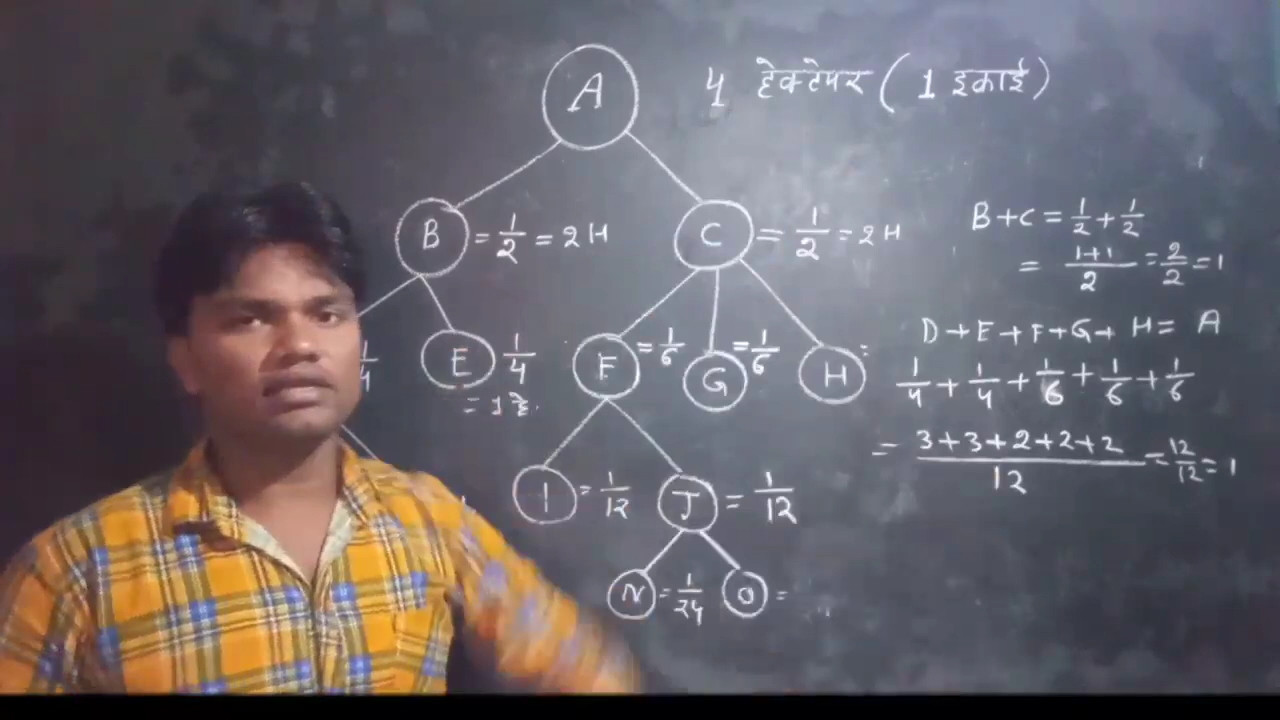 A 4 हेक्टेयर ( 1 इकाई )
B = 1/2 = 2H C = 1/2 = 2H
B+C = 1/2 + 1/2
= 1+1/2 = 2/2 = 1
D+E+F+G+H = A
E 1/4 F = 1/6 G = 1/6 H =
= 1 हे.
1/4 + 1/4 + 1/6 + 1/6 + 1/6
= 3+3+2+2+2/12 = 12/12 = 1
I = 1/12 J = 1/12
N = 1/24 O =